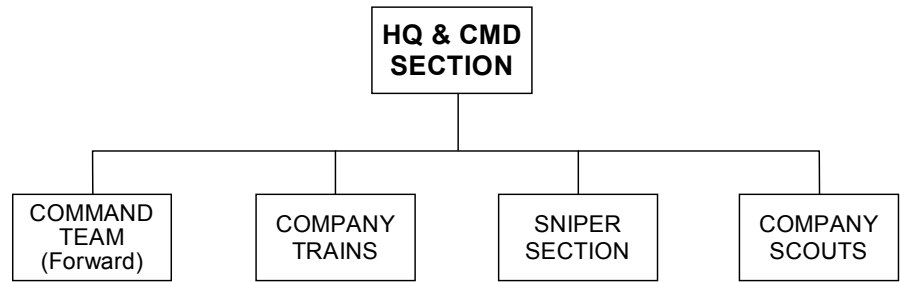 HQ & CMD
SECTION
COMMAND
TEAM
(Forward)
COMPANY
TRAINS
SNIPER
SECTION
COMPANY
SCOUTS